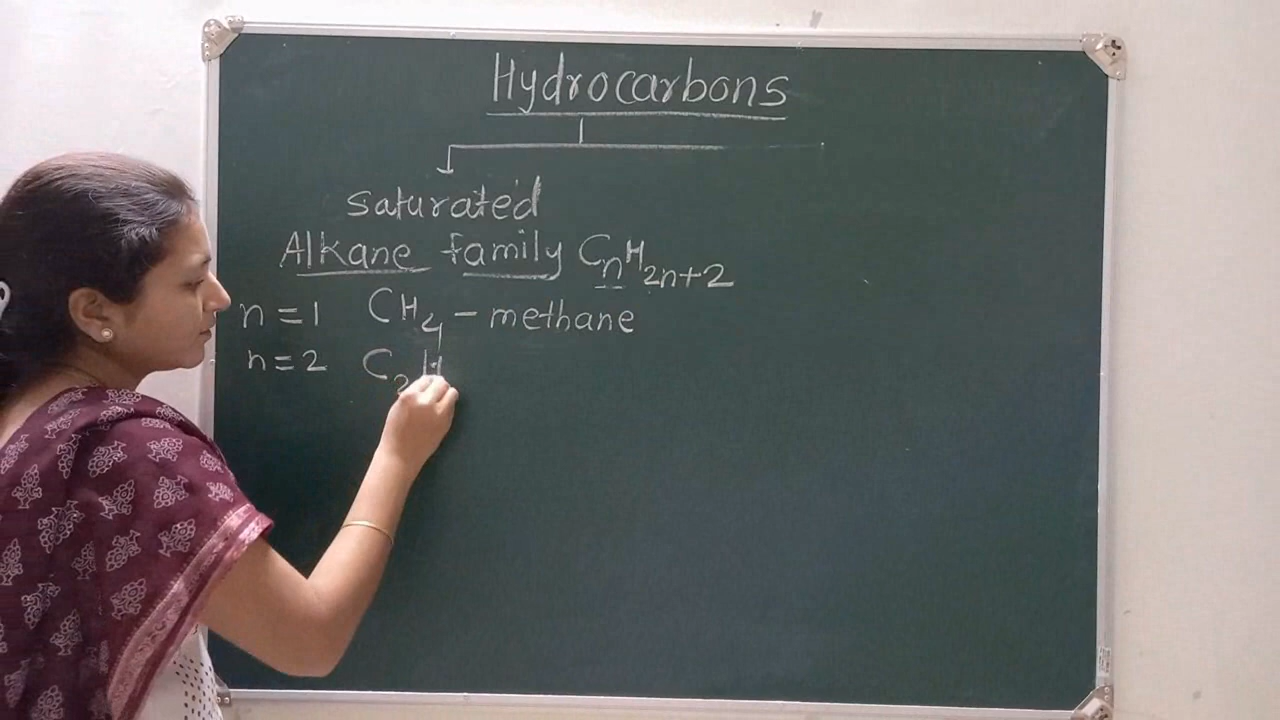 Hydrocarbons
saturated
Alkane family CnH2n+2
n=1 CH4 - methane
n=2 C2H